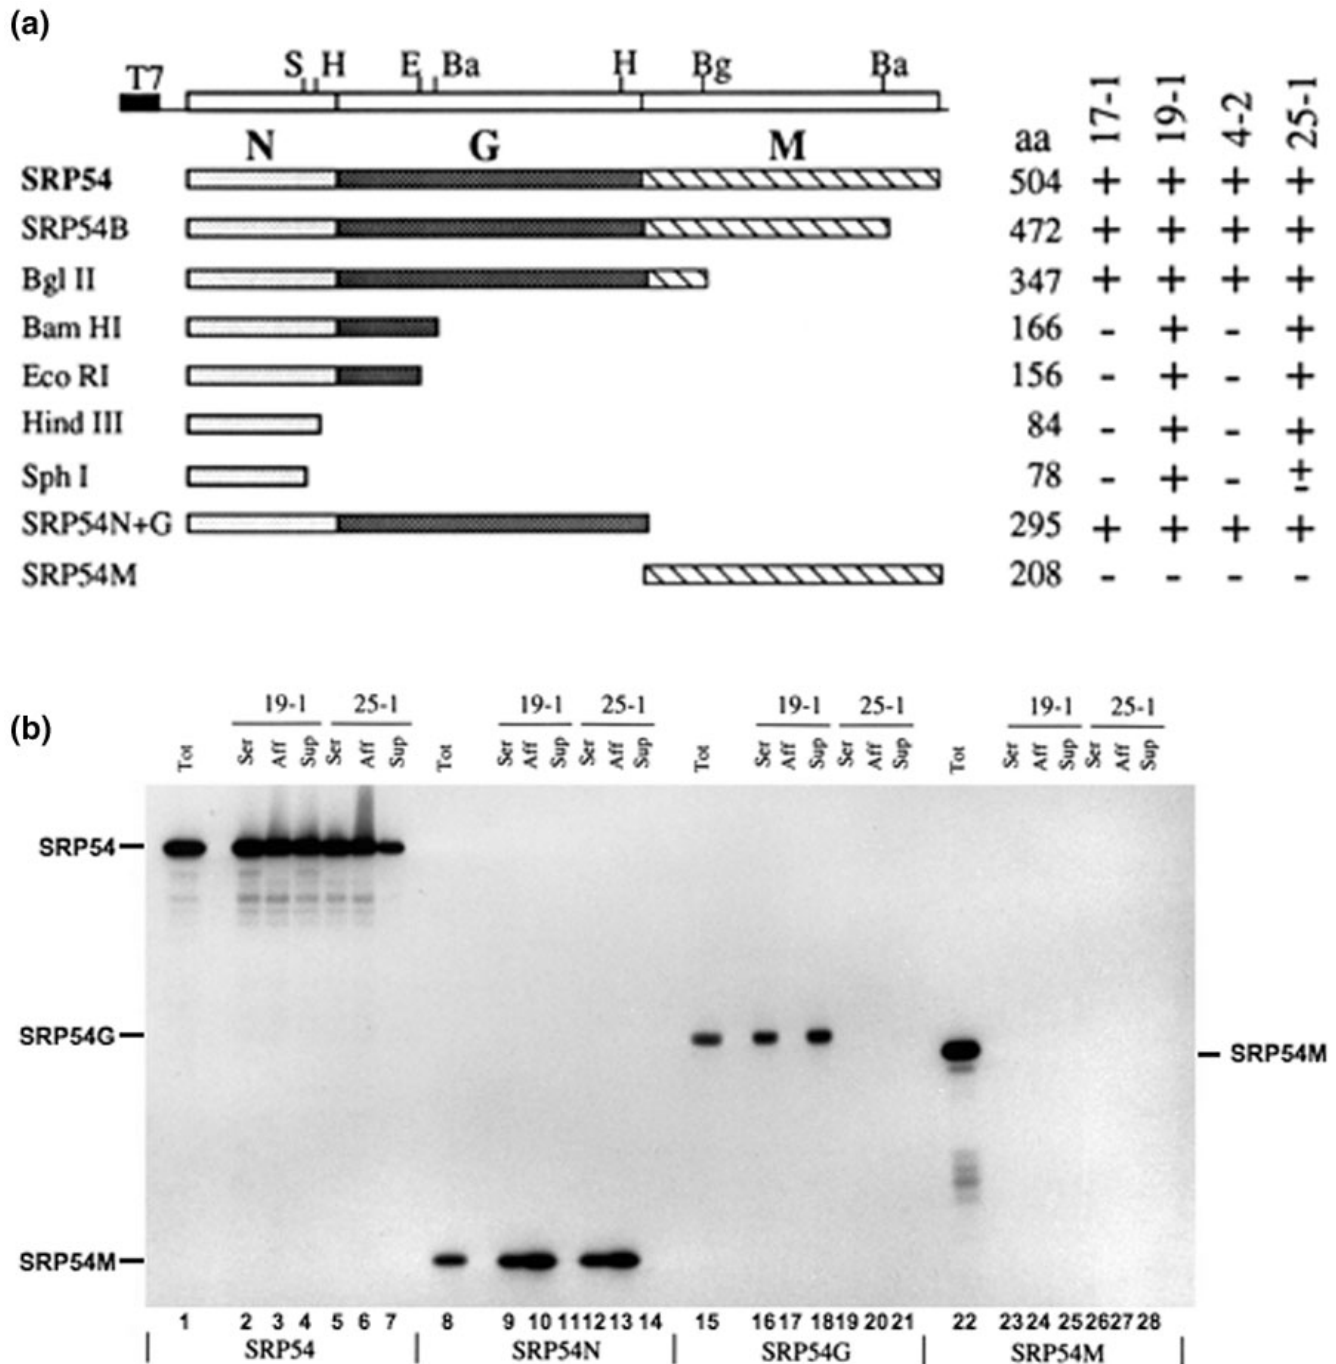 (a)
T7 S H E Ba H Bg Ba
N G M aa 17-1 19-1 4-2 25-1
SRP54 504 + + + +
SRP54B 472 + + + +
Bgl II 347 + + + +
Bam HI 166 - + - +
Eco RI 156 - + - +
Hind III 84 - + - +
Sph I 78 - + - ±
SRP54N+G 295 + + + +
SRP54M 208 - - - -
(b)
19-1 25-1 19-1 25-1 19-1 25-1 19-1 25-1
Tot Ser Aff Sup Ser Aff Sup Tot Ser Aff Sup Ser Aff Sup Tot Ser Aff Sup Ser Aff Sup Tot Ser Aff Sup Ser Aff Sup
SRP54
SRP54G
SRP54M
SRP54M
1 2 3 4 5 6 7 8 9 10 11 12 13 14 15 16 17 18 19 20 21 22 23 24 25 26 27 28
SRP54 SRP54N SRP54G SRP54M